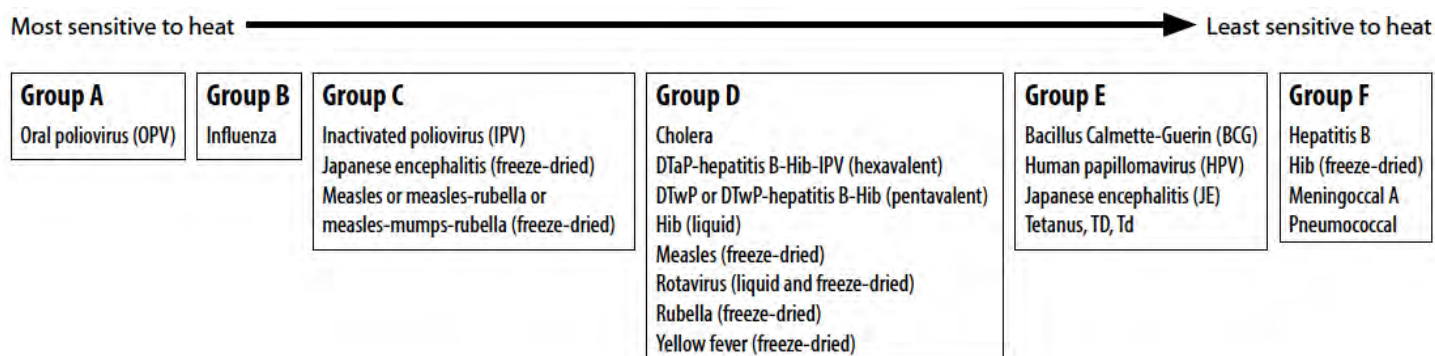 Most sensitive to heat
Least sensitive to heat
Group A
Oral poliovirus (OPV)
Group B
Influenza
Group C
Inactivated poliovirus (IPV)
Japanese encephalitis (freeze-dried)
Measles or measles-rubella or
measles-mumps-rubella (freeze-dried)
Group D
Cholera
DTaP-hepatitis B-Hib-IPV (hexavalent)
DTwP or DTwP-hepatitis B-Hib (pentavalent)
Hib (liquid)
Measles (freeze-dried)
Rotavirus (liquid and freeze-dried)
Rubella (freeze-dried)
Yellow fever (freeze-dried)
Group E
Bacillus Calmette-Guerin (BCG)
Human papillomavirus (HPV)
Japanese encephalitis (JE)
Tetanus, TD, Td
Group F
Hepatitis B
Hib (freeze-dried)
Meningoccal A
Pneumococcal